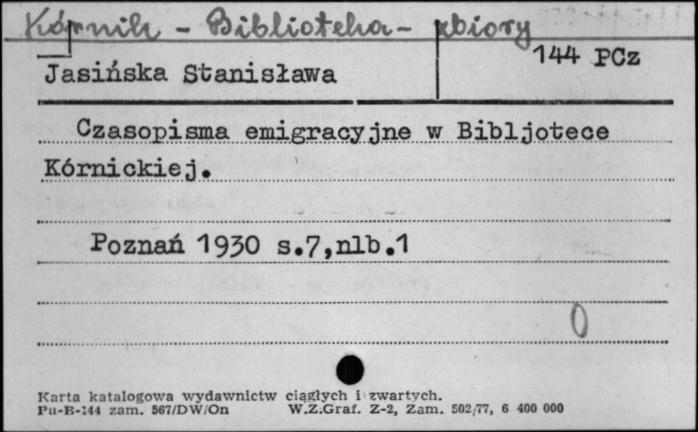 Kórnik - Biblioteka - zbiory
144 PCz
Jasińska Stanisława
Czasopisma emigracyjne w Bibljotece
Kórnickiej.
Poznań 1930 s.7,nlb.1
0
Karta katalogowa wydawnictw ciągłych i zwartych.
Pu-B-144 zam. 567/DW/On W.Z.Graf. Z-2, Zam. 502/77, 6 400 000